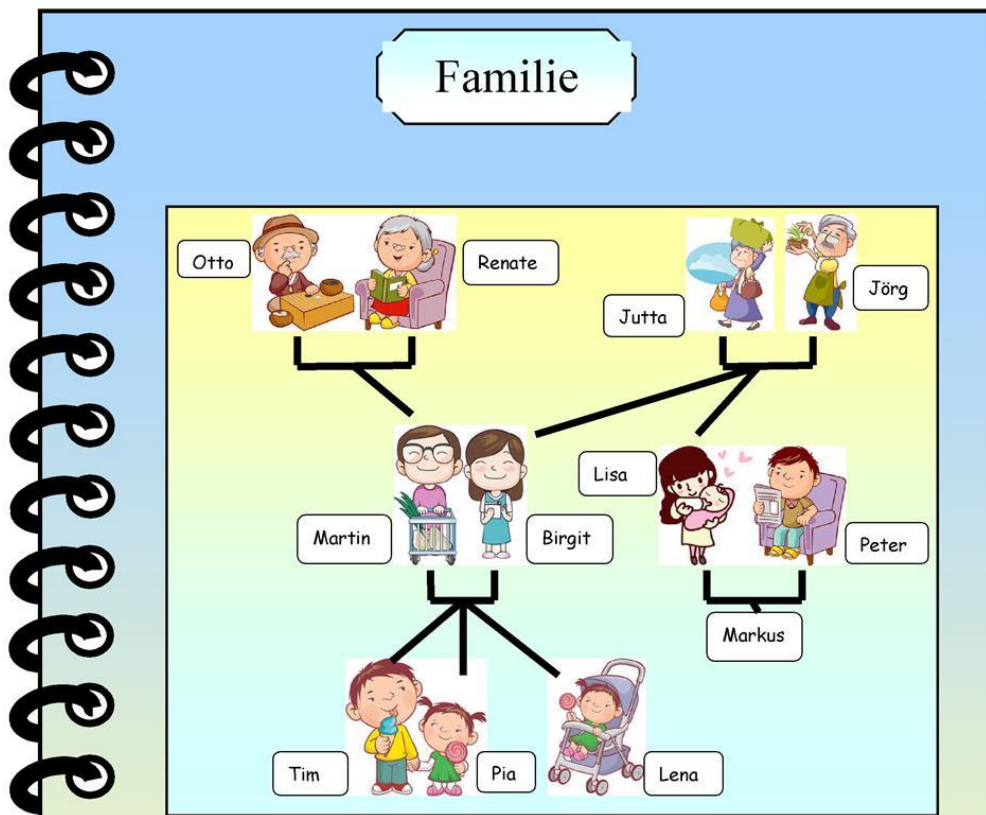 Familie
Otto
Renate
Jutta
Jörg
Lisa
Martin
Birgit
Peter
Markus
Tim
Pia
Lena